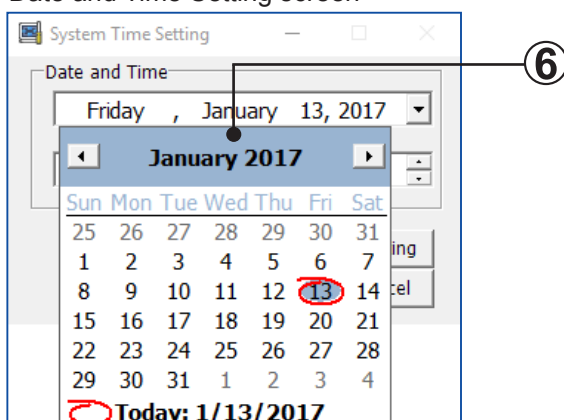 Date and Time Setting screen
System Time Setting
Date and Time
Friday , January 13, 2017
6
January 2017
Sun Mon Tue Wed Thu Fri Sat
25 26 27 28 29 30 31
1 2 3 4 5 6 7
ing
8 9 10 11 12 13 14
cel
15 16 17 18 19 20 21
22 23 24 25 26 27 28
29 30 31 1 2 3 4
Today: 1/13/2017